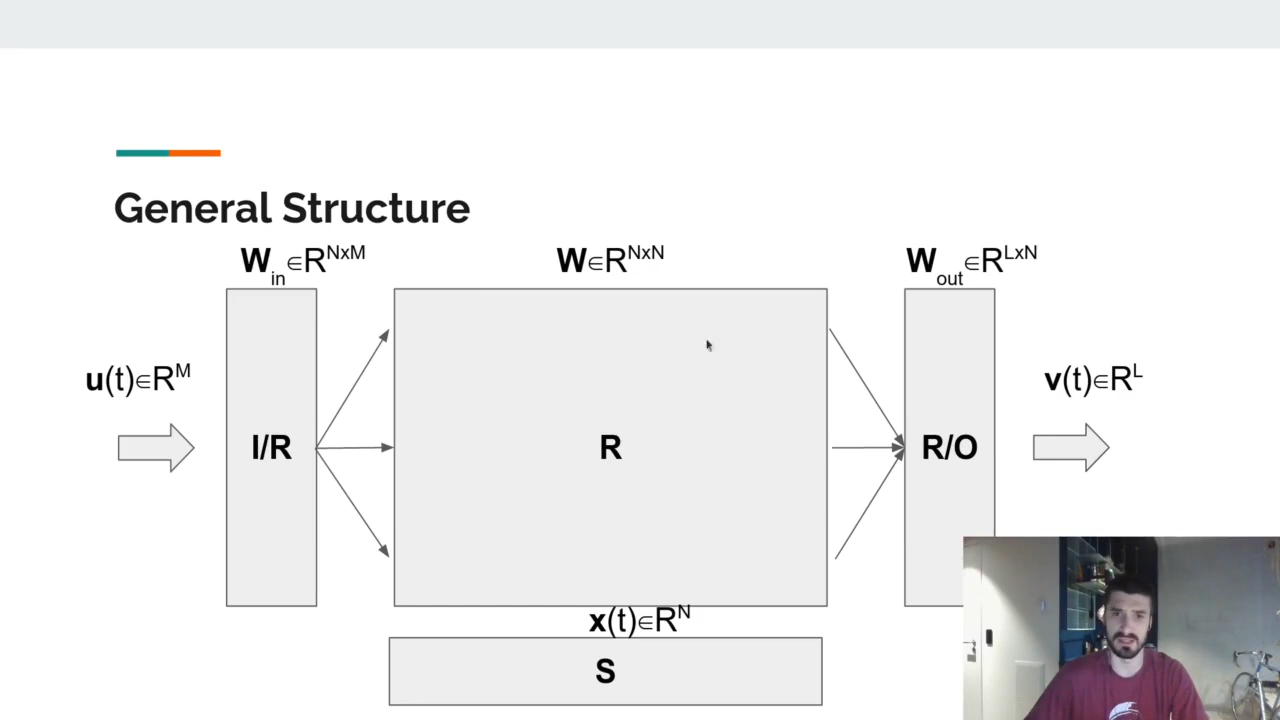 General Structure
W_in∈R^NxM
W∈R^NxN
W_out∈R^LxN
u(t)∈R^M
v(t)∈R^L
I/R
R
R/O
x(t)∈R^N
S